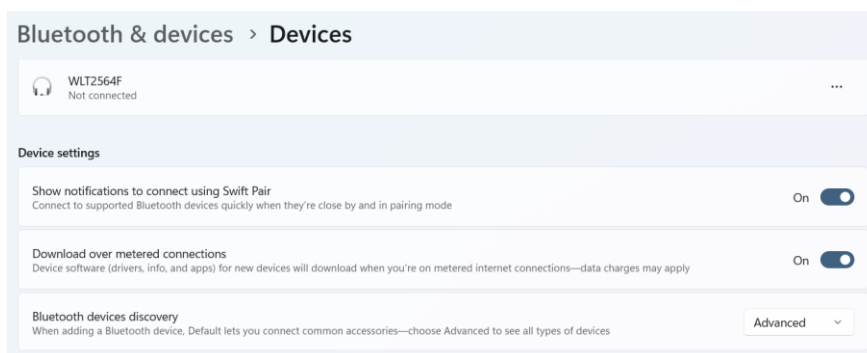 Bluetooth & devices > Devices
WLT2564F
Not connected
...
Device settings
Show notifications to connect using Swift Pair
On
Connect to supported Bluetooth devices quickly when they're close by and in pairing mode
Download over metered connections
On
Device software (drivers, info, and apps) for new devices will download when you're on metered internet connections—data charges may apply
Bluetooth devices discovery
Advanced
When adding a Bluetooth device, Default lets you connect common accessories—choose Advanced to see all types of devices